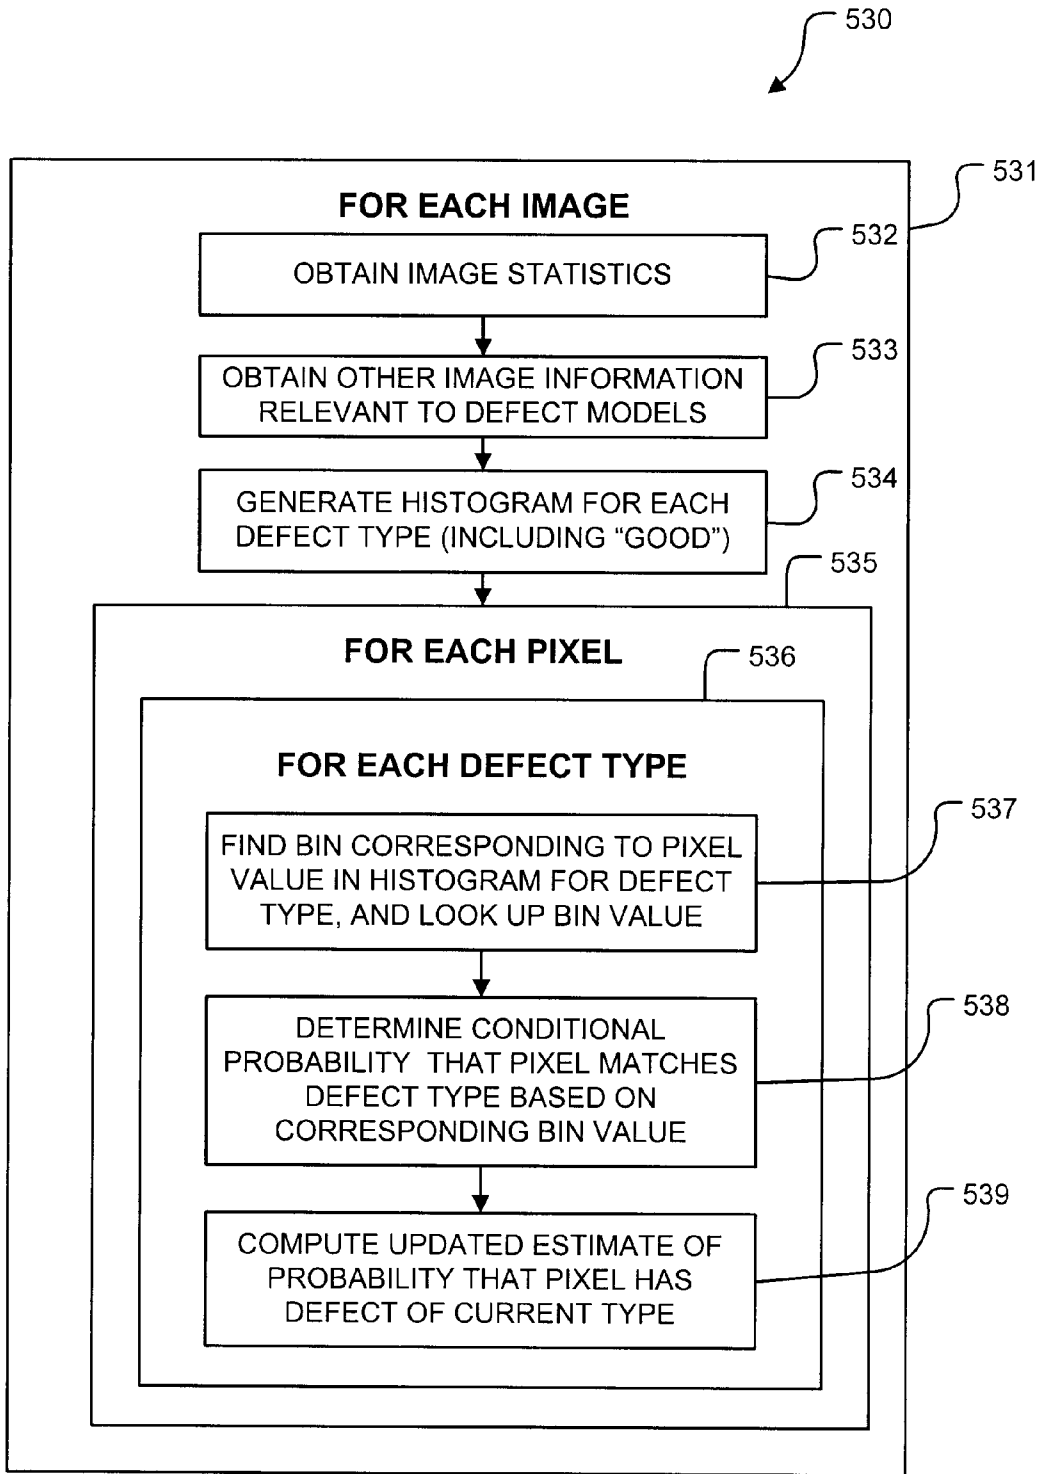 530
531
FOR EACH IMAGE
532
OBTAIN IMAGE STATISTICS
533
OBTAIN OTHER IMAGE INFORMATION
RELEVANT TO DEFECT MODELS
534
GENERATE HISTOGRAM FOR EACH
DEFECT TYPE (INCLUDING “GOOD”)
535
FOR EACH PIXEL
536
FOR EACH DEFECT TYPE
537
FIND BIN CORRESPONDING TO PIXEL
VALUE IN HISTOGRAM FOR DEFECT
TYPE, AND LOOK UP BIN VALUE
538
DETERMINE CONDITIONAL
PROBABILITY THAT PIXEL MATCHES
DEFECT TYPE BASED ON
CORRESPONDING BIN VALUE
539
COMPUTE UPDATED ESTIMATE OF
PROBABILITY THAT PIXEL HAS
DEFECT OF CURRENT TYPE